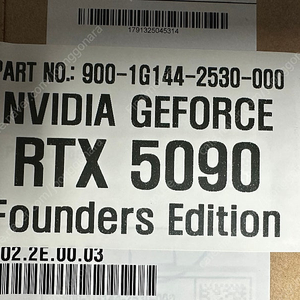 1791325045314
PART NO.: 900-1G144-2530-000
NVIDIA GEFORCE
RTX 5090
Founders Edition
02.2E.00.03